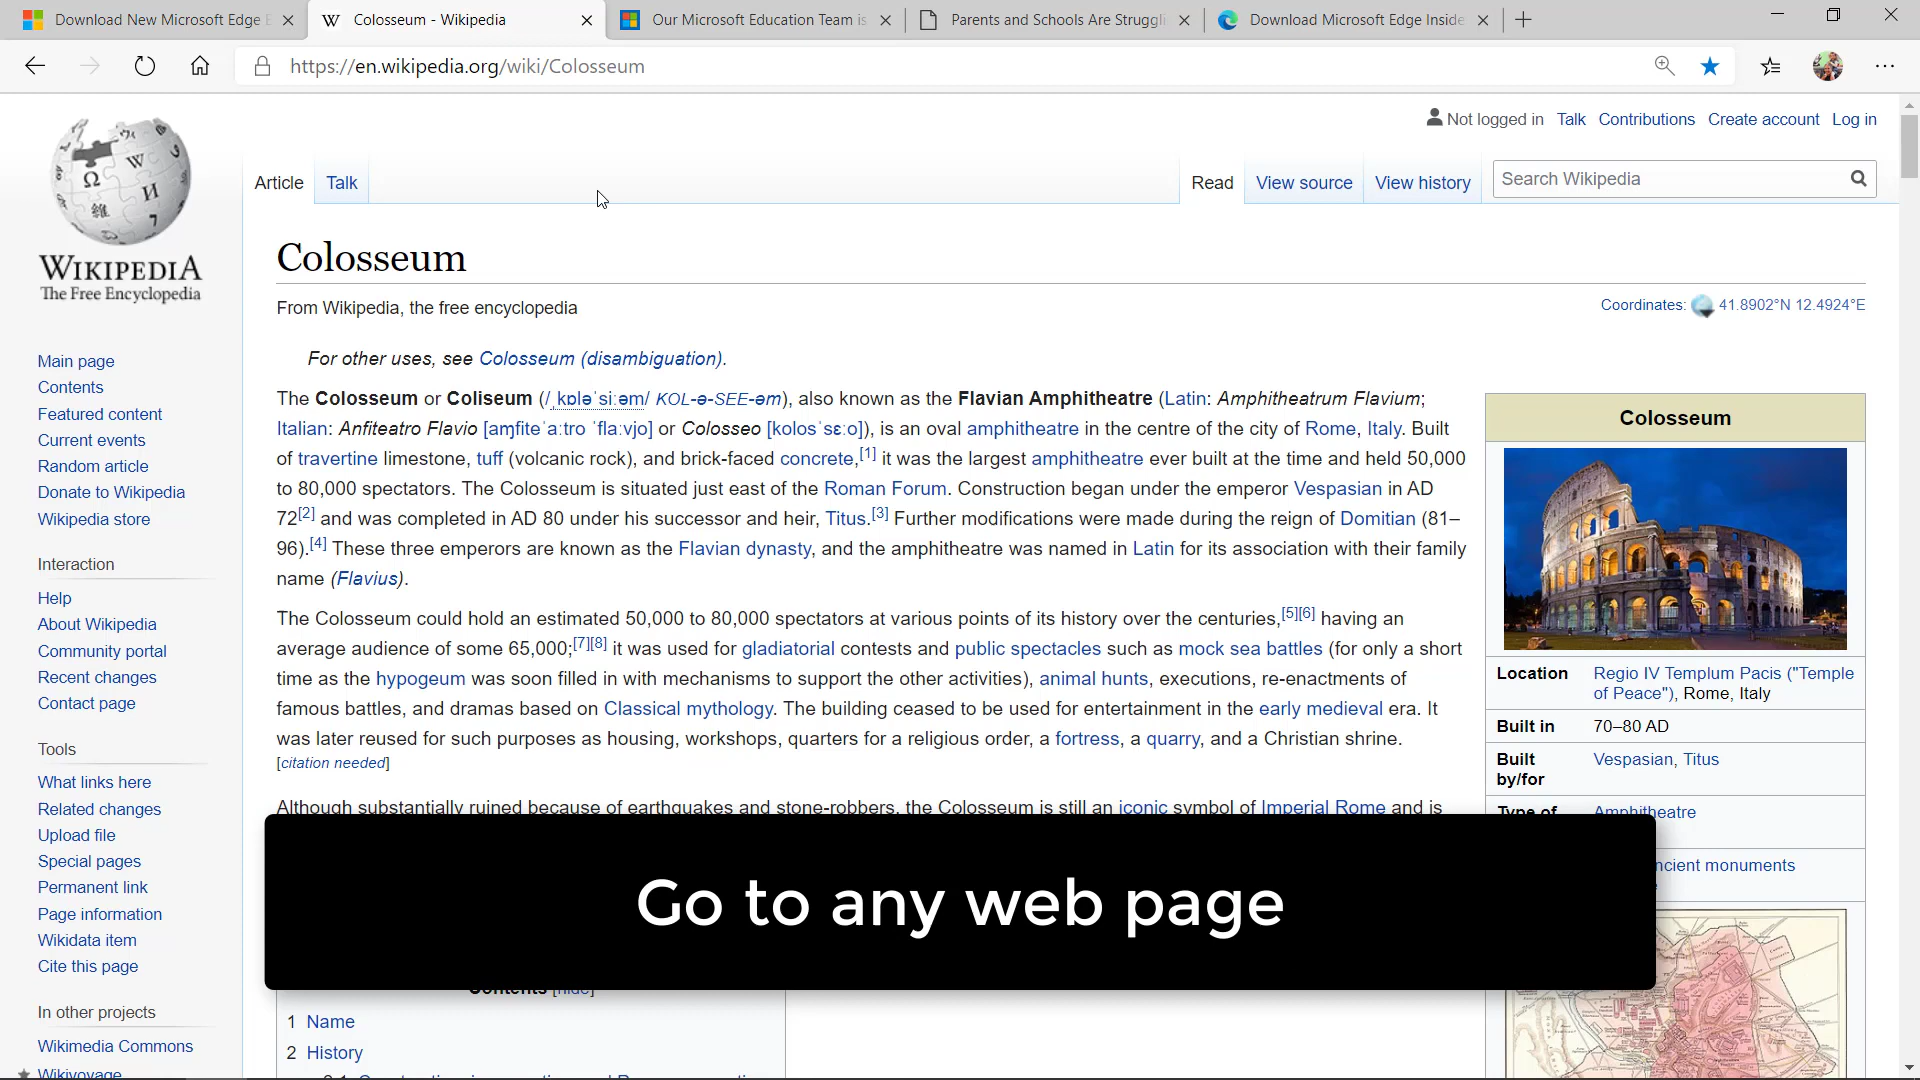 Download New Microsoft Edge
Colosseum - Wikipedia
Our Microsoft Education Team is
Parents and Schools Are Struggli
Download Microsoft Edge Inside
https://en.wikipedia.org/wiki/Colosseum
Not logged in Talk Contributions Create account Log in
Article Talk
Read View source View history
Search Wikipedia
WIKIPEDIA
The Free Encyclopedia
Main page
Contents
Featured content
Current events
Random article
Donate to Wikipedia
Wikipedia store
Interaction
Help
About Wikipedia
Community portal
Recent changes
Contact page
Tools
What links here
Related changes
Upload file
Special pages
Permanent link
Page information
Wikidata item
Cite this page
In other projects
Wikimedia Commons
Wikivoyage
Colosseum
From Wikipedia, the free encyclopedia
Coordinates: 41.8902°N 12.4924°E
For other uses, see Colosseum (disambiguation).
The Colosseum or Coliseum (/ˌkɒləˈsiːəm/ KOL-ə-SEE-əm), also known as the Flavian Amphitheatre (Latin: Amphitheatrum Flavium;
Italian: Anfiteatro Flavio [aɱfiteˈaːtro ˈflaːvjo] or Colosseo [kolosˈsɛːo]), is an oval amphitheatre in the centre of the city of Rome, Italy. Built
of travertine limestone, tuff (volcanic rock), and brick-faced concrete,[1] it was the largest amphitheatre ever built at the time and held 50,000
to 80,000 spectators. The Colosseum is situated just east of the Roman Forum. Construction began under the emperor Vespasian in AD
72[2] and was completed in AD 80 under his successor and heir, Titus.[3] Further modifications were made during the reign of Domitian (81–
96).[4] These three emperors are known as the Flavian dynasty, and the amphitheatre was named in Latin for its association with their family
name (Flavius).
The Colosseum could hold an estimated 50,000 to 80,000 spectators at various points of its history over the centuries,[5][6] having an
average audience of some 65,000;[7][8] it was used for gladiatorial contests and public spectacles such as mock sea battles (for only a short
time as the hypogeum was soon filled in with mechanisms to support the other activities), animal hunts, executions, re-enactments of
famous battles, and dramas based on Classical mythology. The building ceased to be used for entertainment in the early medieval era. It
was later reused for such purposes as housing, workshops, quarters for a religious order, a fortress, a quarry, and a Christian shrine.
[citation needed]
Although substantially ruined because of earthquakes and stone-robbers, the Colosseum is still an iconic symbol of Imperial Rome and is
Colosseum
Location Regio IV Templum Pacis ("Temple
of Peace"), Rome, Italy
Built in 70–80 AD
Built Vespasian, Titus
by/for
Type of Amphitheatre
ncient monuments
Go to any web page
Contents [hide]
1 Name
2 History